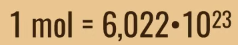 1 mol = 6,022•10²³